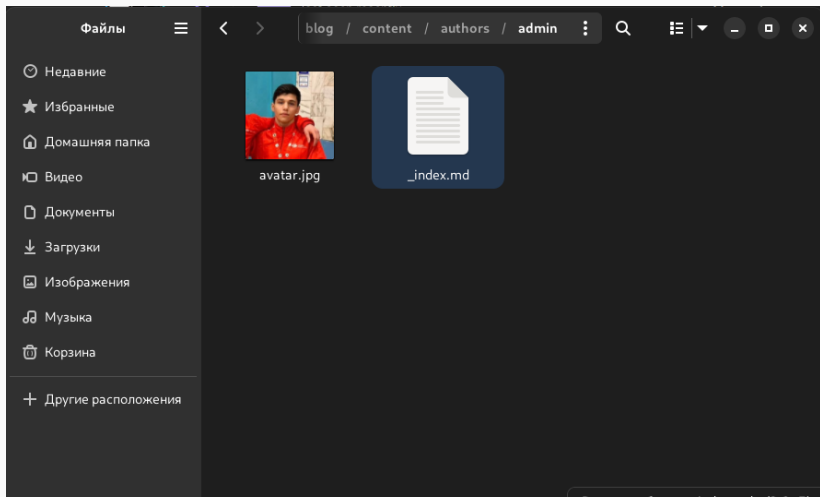 Файлы
blog / content / authors / admin
Недавние
Избранные
Домашняя папка
Видео
Документы
Загрузки
Изображения
Музыка
Корзина
Другие расположения
avatar.jpg
_index.md